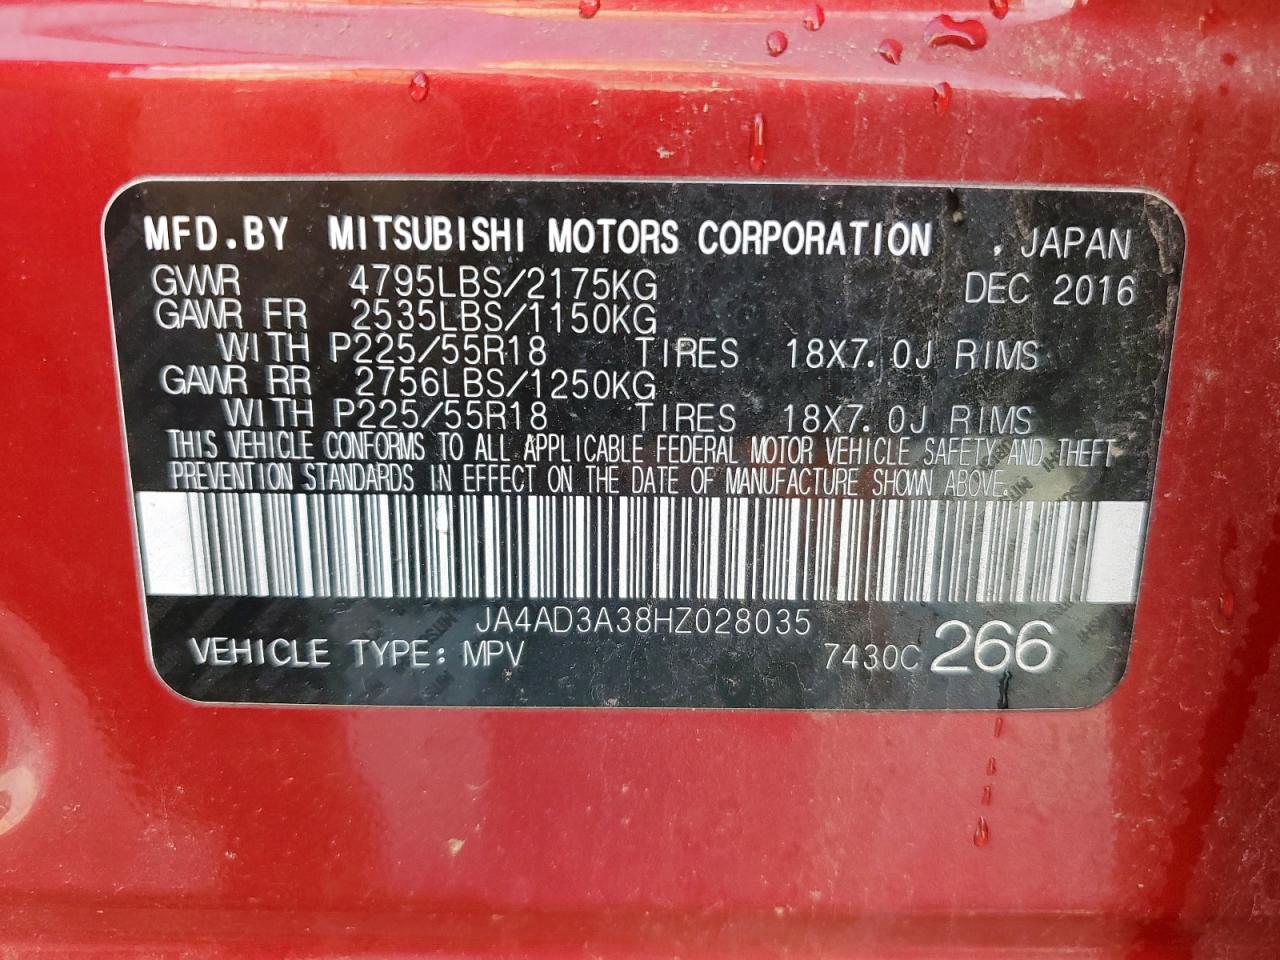 MFD.BY MITSUBISHI MOTORS CORPORATION , JAPAN
GVWR 4795LBS/2175KG DEC 2016
GAWR FR 2535LBS/1150KG
WITH P225/55R18 TIRES 18X7.0J RIMS
GAWR RR 2756LBS/1250KG
WITH P225/55R18 TIRES 18X7.0J RIMS
THIS VEHICLE CONFORMS TO ALL APPLICABLE FEDERAL MOTOR VEHICLE SAFETY AND THEFT
PREVENTION STANDARDS IN EFFECT ON THE DATE OF MANUFACTURE SHOWN ABOVE.
JA4AD3A38HZ028035
VEHICLE TYPE: MPV 7430C 266